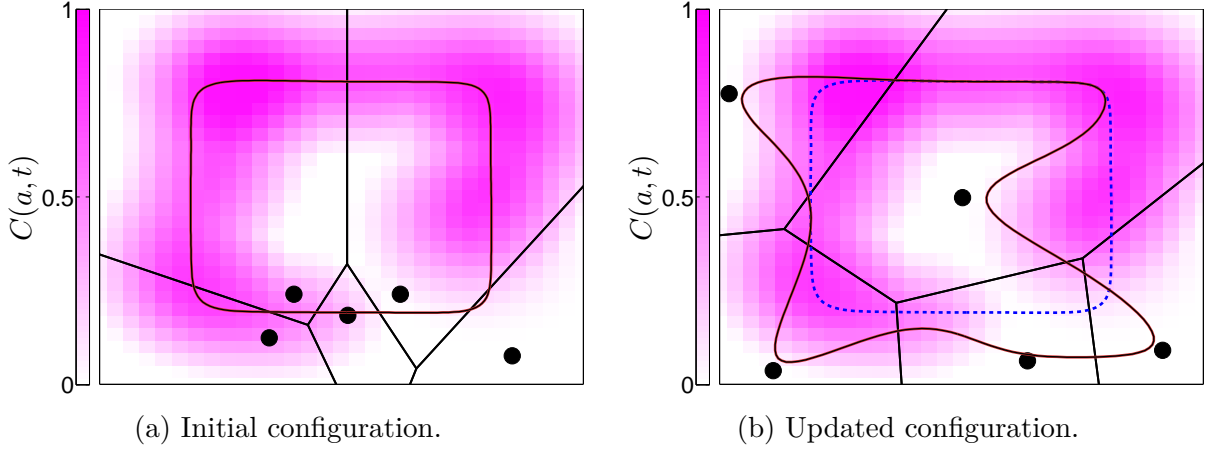 1
0.5
0
C(a, t)
1
0.5
0
C(a, t)
(a) Initial configuration.
(b) Updated configuration.